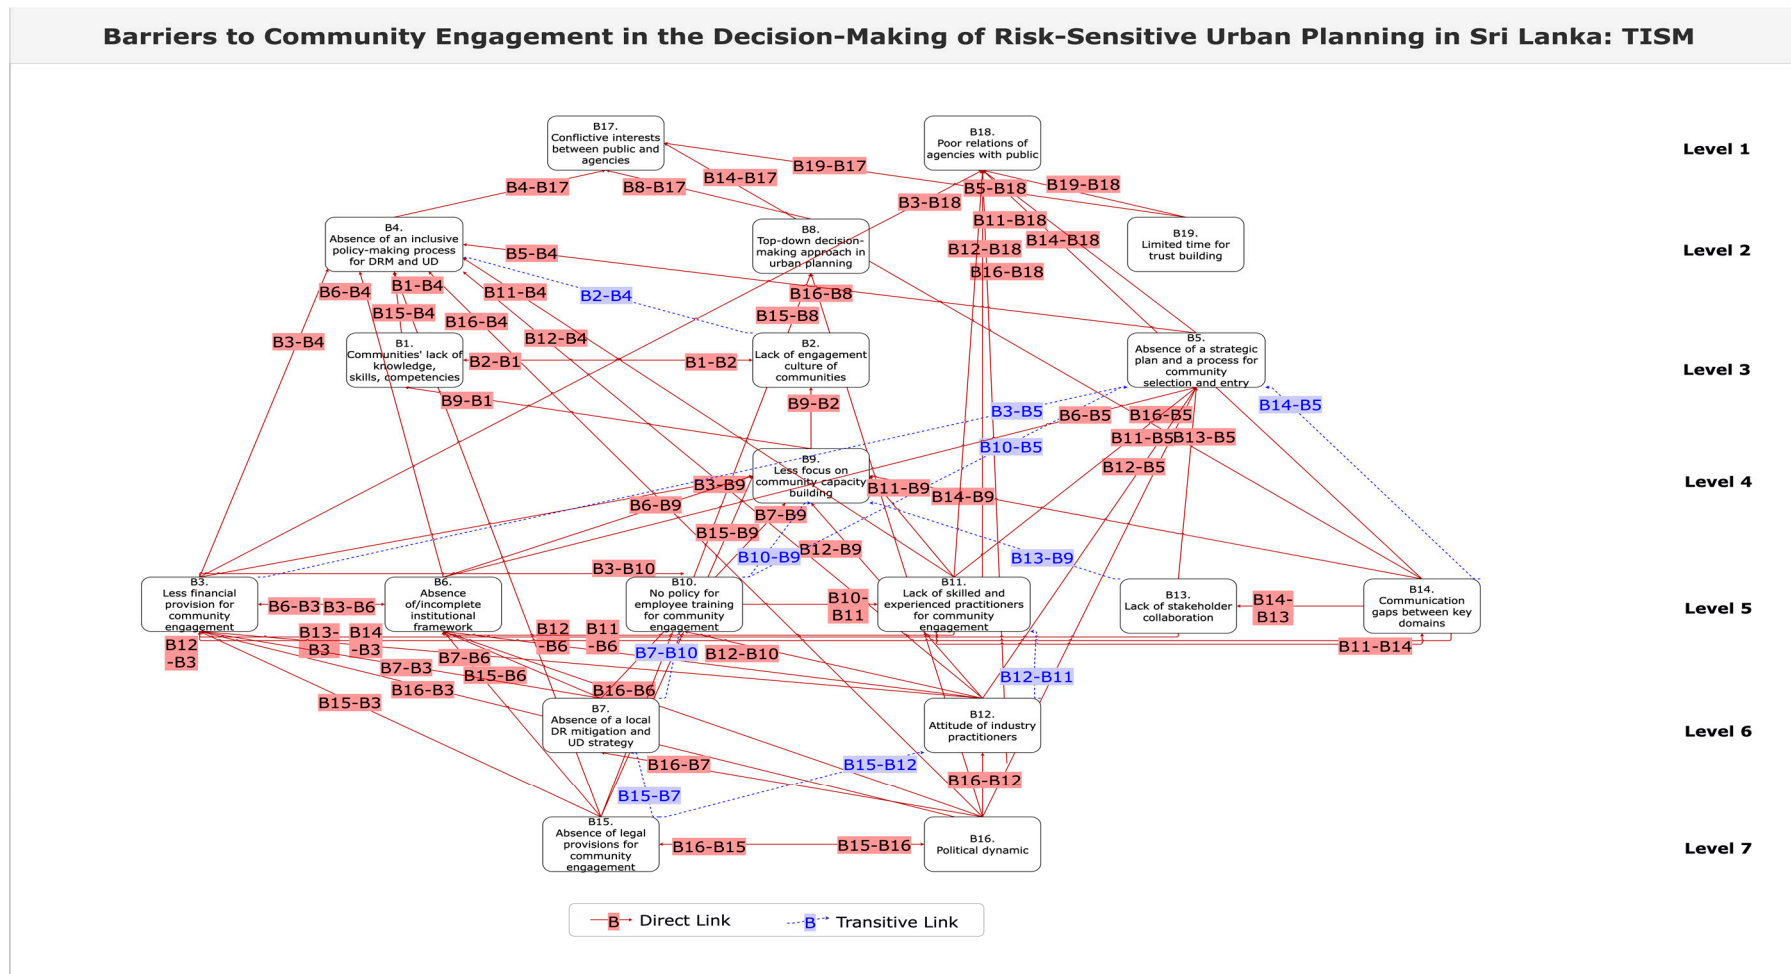 Barriers to Community Engagement in the Decision-Making of Risk-Sensitive Urban Planning in Sri Lanka: TISM
B17.
Conflictive interests
between public and
agencies
B18.
Poor relations of
agencies with public
Level 1
B19-B17
B14-B17
B4-B17
B8-B17
B5-B18
B19-B18
B3-B18
B11-B18
B14-B18
B12-B18
B16-B18
B4.
Absence of an inclusive
policy-making process
for DRM and UD
B8.
Top-down decision-
making approach in
urban planning
B19.
Limited time for
trust building
Level 2
B5-B4
B6-B4
B1-B4
B11-B4
B2-B4
B16-B8
B15-B4
B16-B4
B15-B8
B3-B4
B12-B4
B1.
Communities' lack of
knowledge,
skills, competencies
B2-B1
B1-B2
B2.
Lack of engagement
culture of
communities
B5.
Absence of a strategic
plan and a process for
community
selection and entry
Level 3
B9-B1
B9-B2
B3-B5
B6-B5
B16-B5
B14-B5
B11-B5
B13-B5
B10-B5
B12-B5
B9.
Less focus on
community capacity
building
Level 4
B3-B9
B11-B9
B14-B9
B6-B9
B7-B9
B15-B9
B10-B9
B12-B9
B13-B9
B3-B10
B3.
Less financial
provision for
community
engagement
B6-B3
B3-B6
B6.
Absence
of/incomplete
institutional
framework
B10.
No policy for
employee training
for community
engagement
B10-
B11
B11.
Lack of skilled and
experienced practitioners
for community
engagement
B13.
Lack of stakeholder
collaboration
B14-
B13
B14.
Communication
gaps between key
domains
Level 5
B12
-B3
B13-
B3
B14
-B3
B12
-B6
B11
-B6
B7-B10
B12-B10
B11-B14
B7-B3
B7-B6
B15-B6
B16-B3
B16-B6
B15-B3
B12-B11
B7.
Absence of a local
DR mitigation and
UD strategy
B12.
Attitude of industry
practitioners
Level 6
B16-B7
B15-B12
B16-B12
B15-B7
B15.
Absence of legal
provisions for
community
engagement
B16-B15
B15-B16
B16.
Political dynamic
Level 7
B Direct Link
B Transitive Link